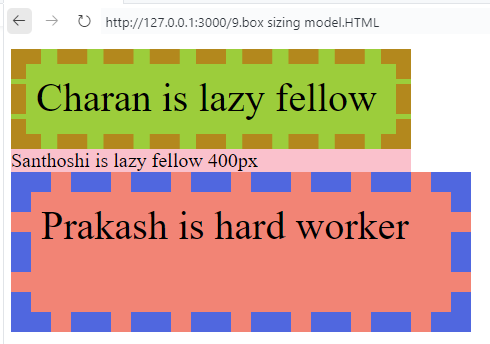 http://127.0.0.1:3000/9.box sizing model.HTML
Charan is lazy fellow
Santhoshi is lazy fellow 400px
Prakash is hard worker